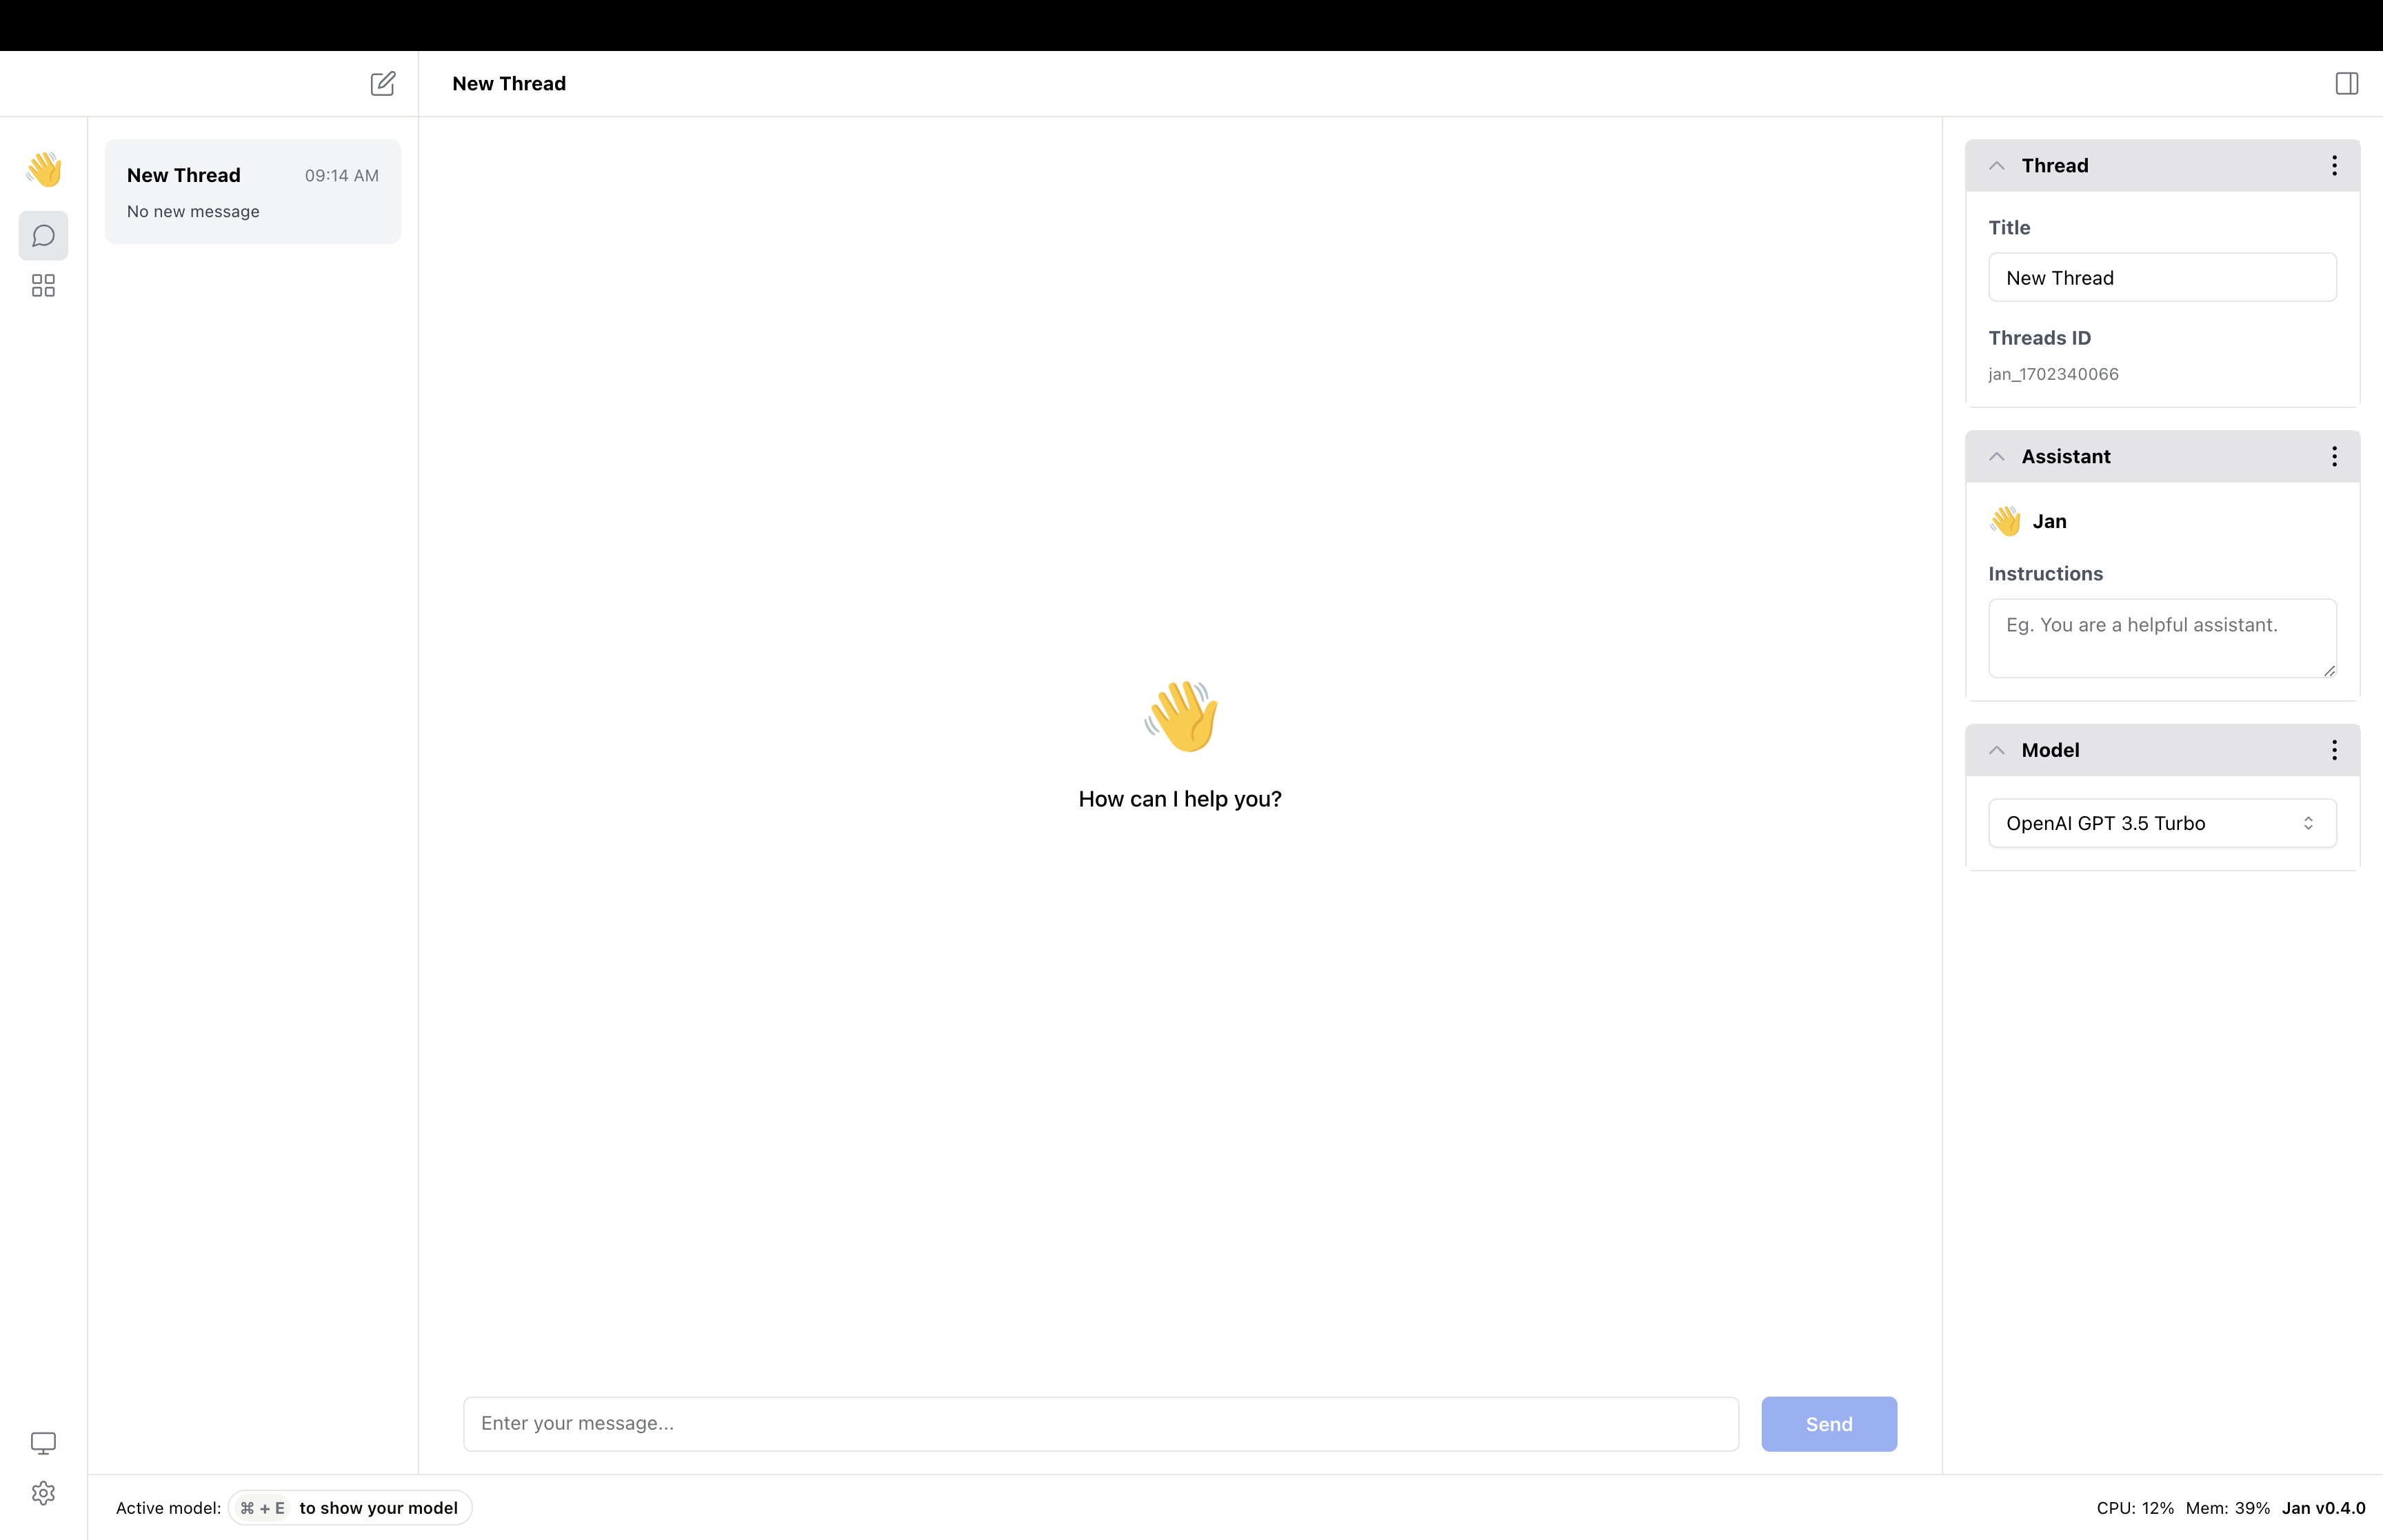 New Thread
New Thread 09:14 AM
No new message
How can I help you?
Enter your message...
Send
Thread
Title
New Thread
Threads ID
jan_1702340066
Assistant
Jan
Instructions
Eg. You are a helpful assistant.
Model
OpenAI GPT 3.5 Turbo
Active model: ⌘ + E to show your model
CPU: 12% Mem: 39% Jan v0.4.0